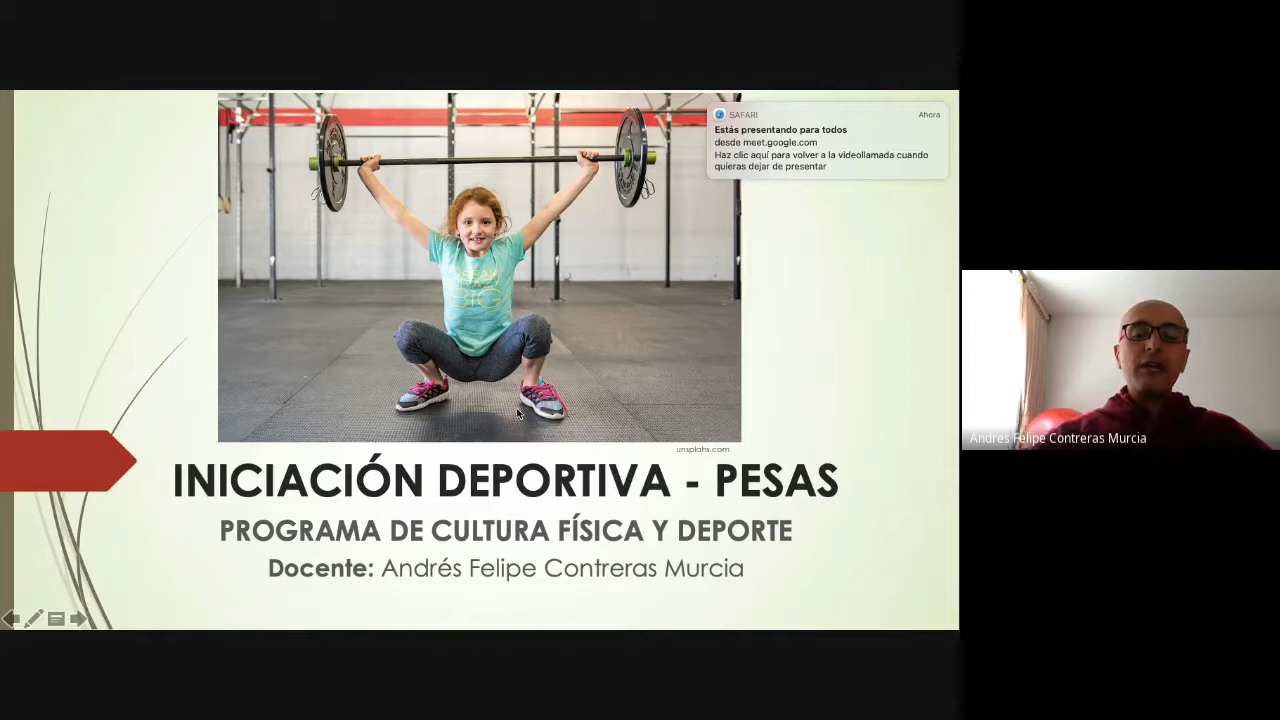 SAFARI
Ahora
Estás presentando para todos
desde meet.google.com
Haz clic aquí para volver a la videollamada cuando
quieras dejar de presentar
DREAM
BIG
unsplahs.com
INICIACIÓN DEPORTIVA - PESAS
PROGRAMA DE CULTURA FÍSICA Y DEPORTE
Docente: Andrés Felipe Contreras Murcia
Andres Felipe Contreras Murcia